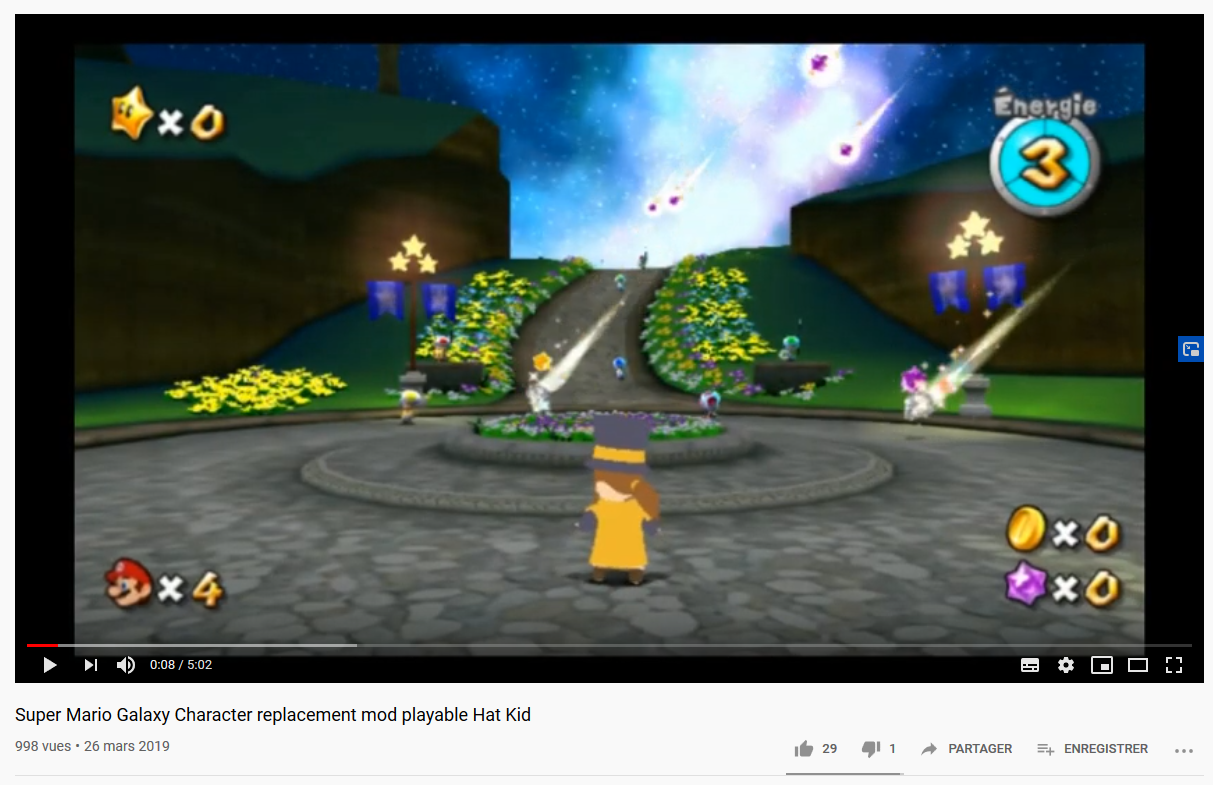 x 0
Énergie
3
x 4
x 0
x 0
0:08 / 5:02
Super Mario Galaxy Character replacement mod playable Hat Kid
998 vues • 26 mars 2019
29
1
PARTAGER
ENREGISTRER